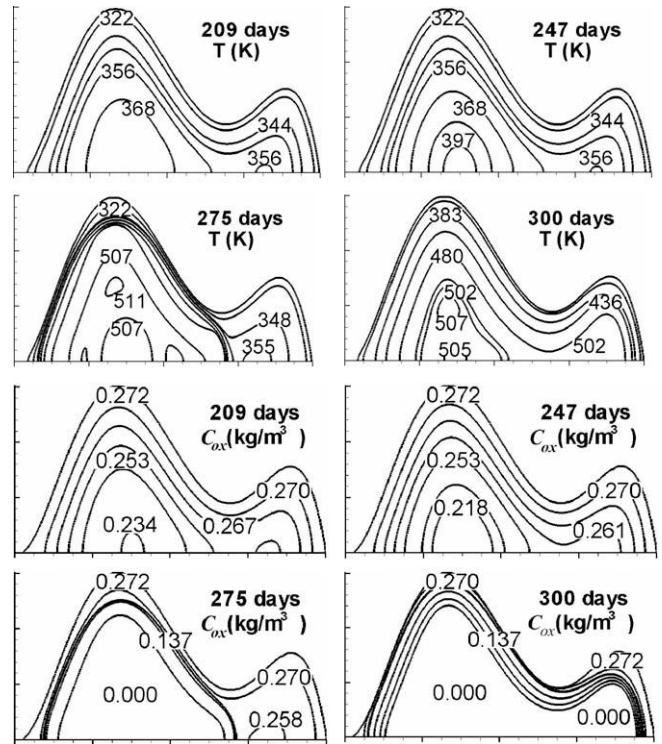 322
209 days
T (K)
356
368
344
356
322
247 days
T (K)
356
368
344
397
356
322
275 days
T (K)
507
511
507
348
355
383
300 days
T (K)
480
502
507
505
436
502
0.272
209 days
Cox(kg/m³ )
0.253
0.270
0.234
0.267
0.272
247 days
Cox(kg/m³ )
0.253
0.270
0.218
0.261
0.272
275 days
Cox(kg/m³ )
0.137
0.270
0.000
0.258
0.270
300 days
Cox(kg/m³ )
0.137
0.272
0.000
0.000